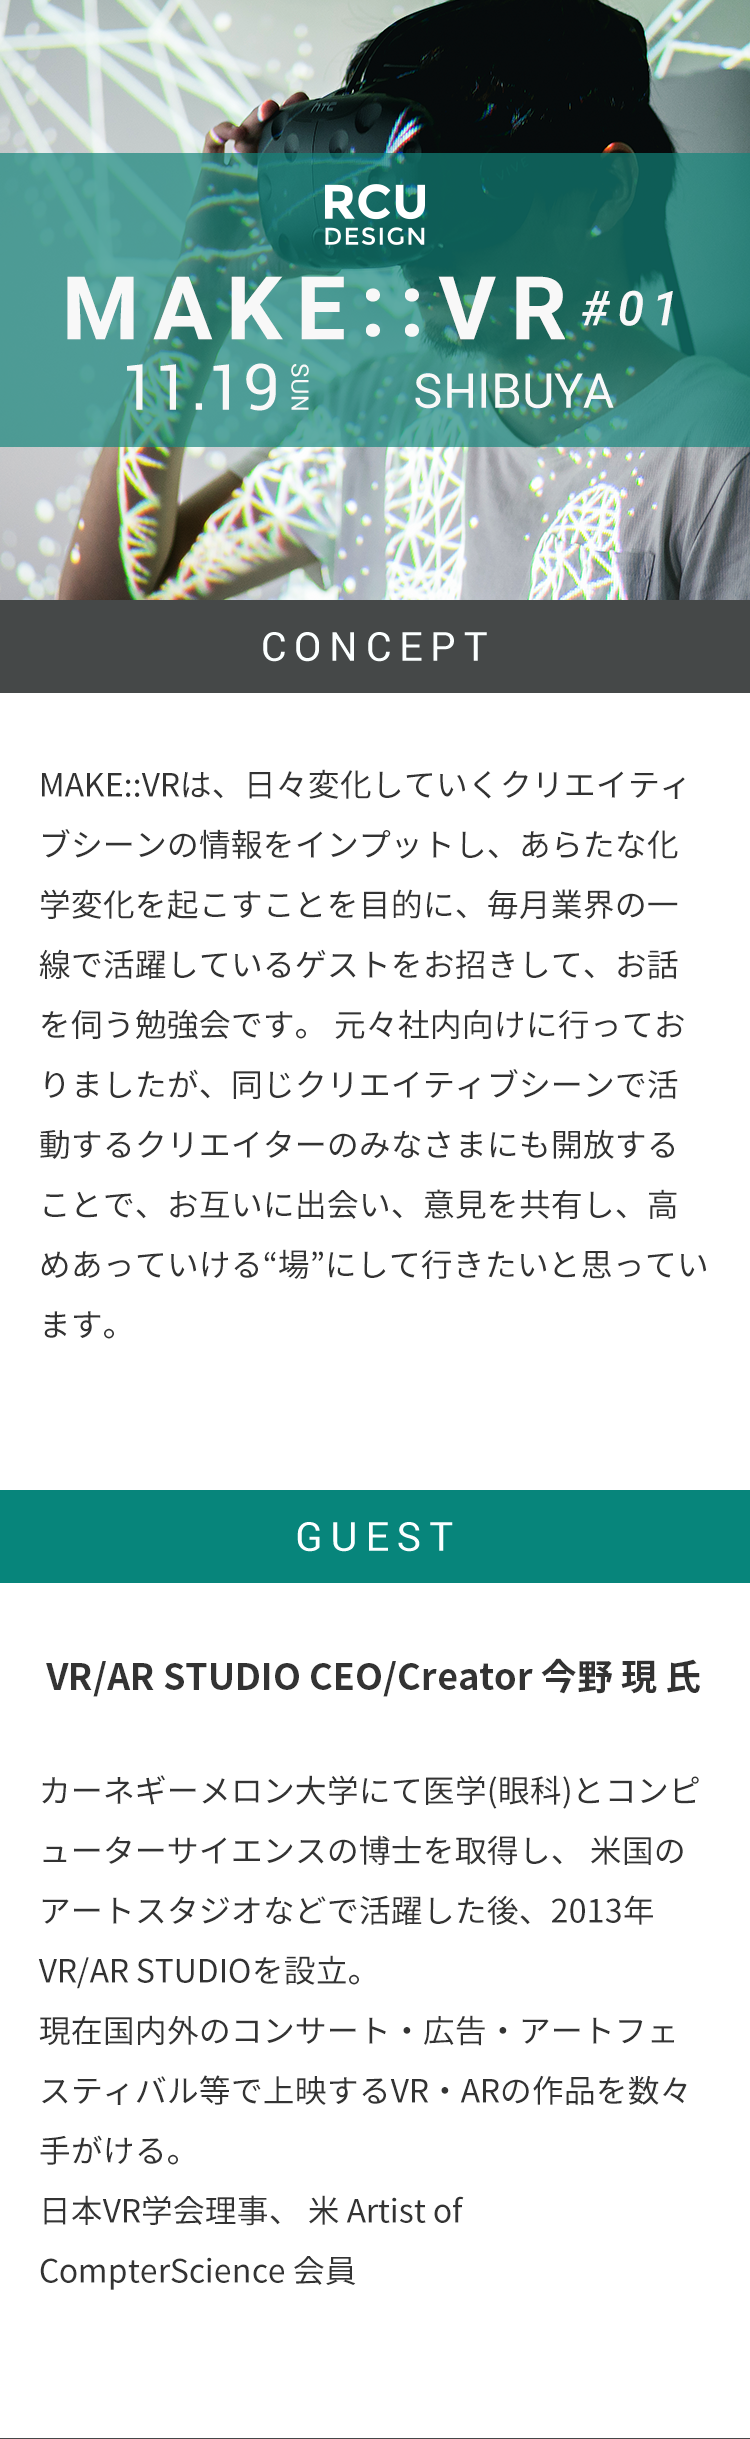 hTC
RCU
DESIGN
MAKE::VR #01
11.19 SUN SHIBUYA
CONCEPT
MAKE::VRは、日々変化していくクリエイティ
ブシーンの情報をインプットし、あらたな化
学変化を起こすことを目的に、毎月業界の一
線で活躍しているゲストをお招きして、お話
を伺う勉強会です。 元々社内向けに行ってお
りましたが、同じクリエイティブシーンで活
動するクリエイターのみなさまにも開放する
ことで、お互いに出会い、意見を共有し、高
めあっていける“場”にして行きたいと思ってい
ます。
GUEST
VR/AR STUDIO CEO/Creator 今野 現 氏
カーネギーメロン大学にて医学(眼科)とコンピ
ューターサイエンスの博士を取得し、 米国の
アートスタジオなどで活躍した後、2013年
VR/AR STUDIOを設立。
現在国内外のコンサート・広告・アートフェ
スティバル等で上映するVR・ARの作品を数々
手がける。
日本VR学会理事、 米 Artist of
CompterScience 会員